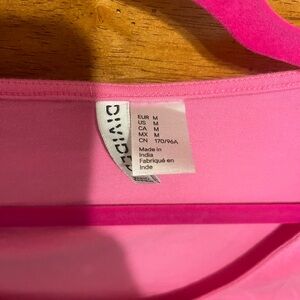 DIVIDED
EUR M
US M
CA M
MX M
CN 170/96A
Made in
India
Fabriqué en
Inde